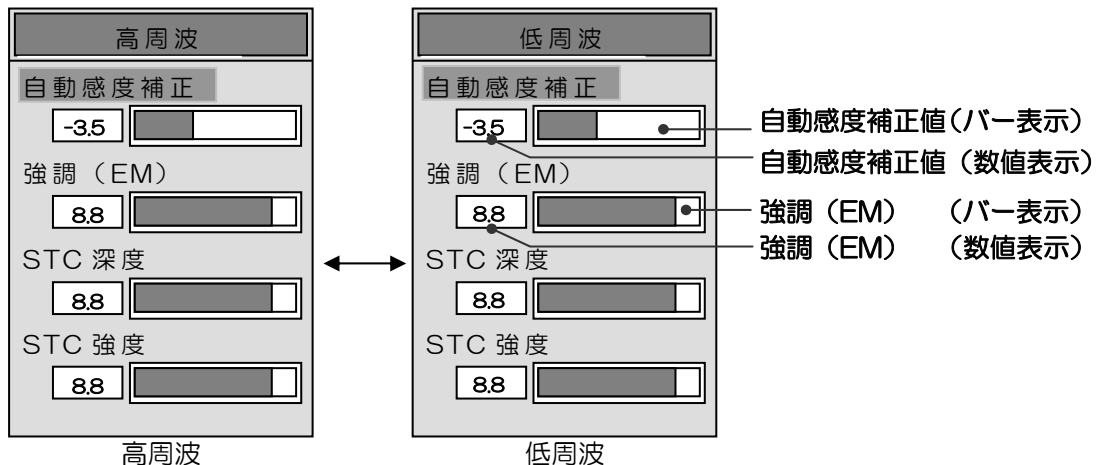 高周波
自動感度補正
-3.5
強調（EM）
8.8
STC 深度
8.8
STC 強度
8.8
高周波
低周波
自動感度補正
-3.5
強調（EM）
8.8
STC 深度
8.8
STC 強度
8.8
低周波
自動感度補正値（バー表示）
自動感度補正値（数値表示）
強調（EM）　（バー表示）
強調（EM）　（数値表示）